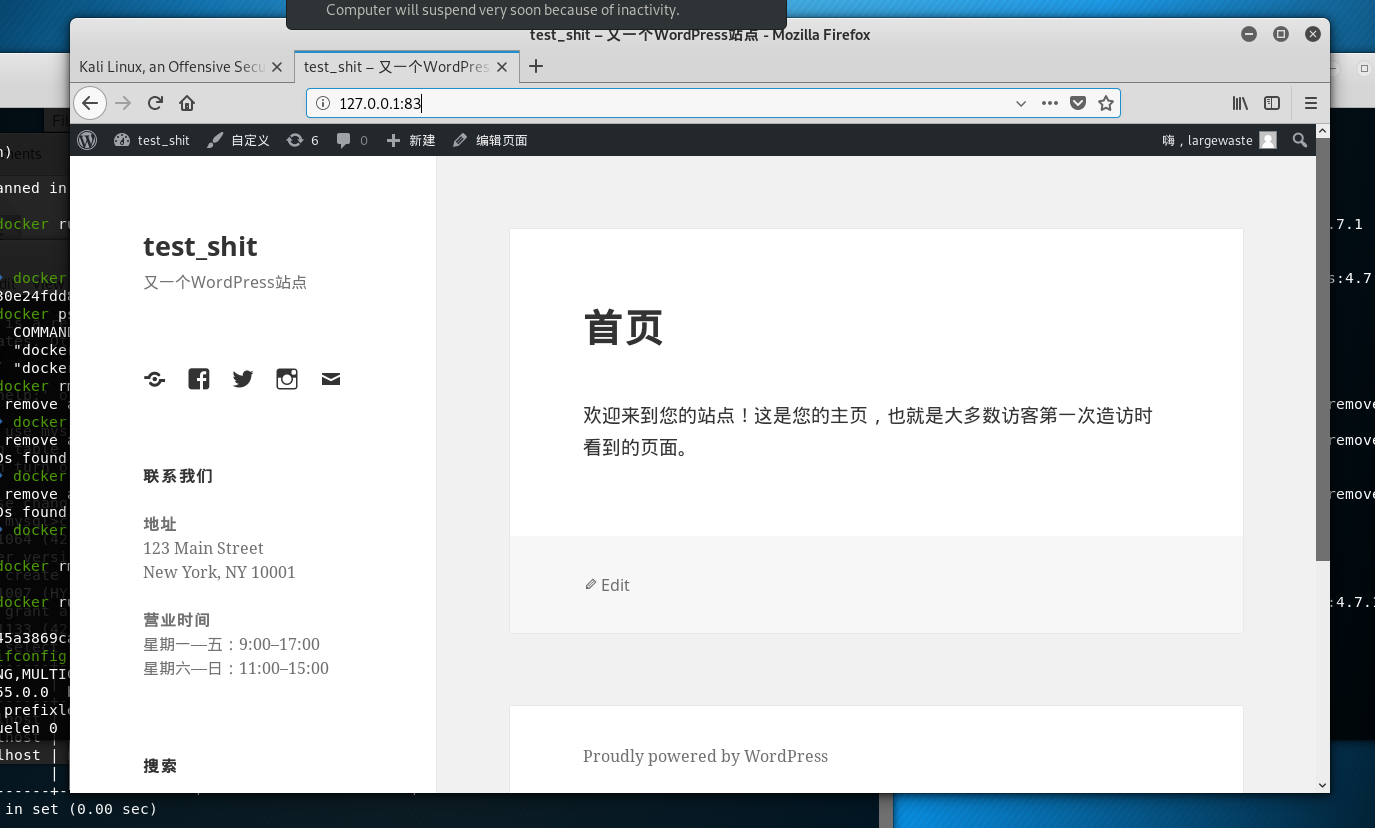 Computer will suspend very soon because of inactivity.
test_shit – 又一个WordPress站点 - Mozilla Firefox
Kali Linux, an Offensive Secu
test_shit – 又一个WordPres
127.0.0.1:83
test_shit 自定义 6 0 新建 编辑页面 嗨，largewaste
test_shit
又一个WordPress站点
联系我们
地址
123 Main Street
New York, NY 10001
营业时间
星期一—五：9:00–17:00
星期六—日：11:00–15:00
搜索
首页
欢迎来到您的站点！这是您的主页，也就是大多数访客第一次造访时
看到的页面。
Edit
Proudly powered by WordPress
anned in
docker ru
.7.1
docker
s:4.7
30e24fdd
docker ps
COMMAND
"docke
"docke
docker rm
remove a
remove
docker
remove a
remove
Ds found
docker
remove a
remove
Ds found
docker
docker rm
docker ru
:4.7.1
45a3869ca
ifconfig
NG,MULTIC
55.0.0
prefixle
uelen 0
lhost |
in set (0.00 sec)